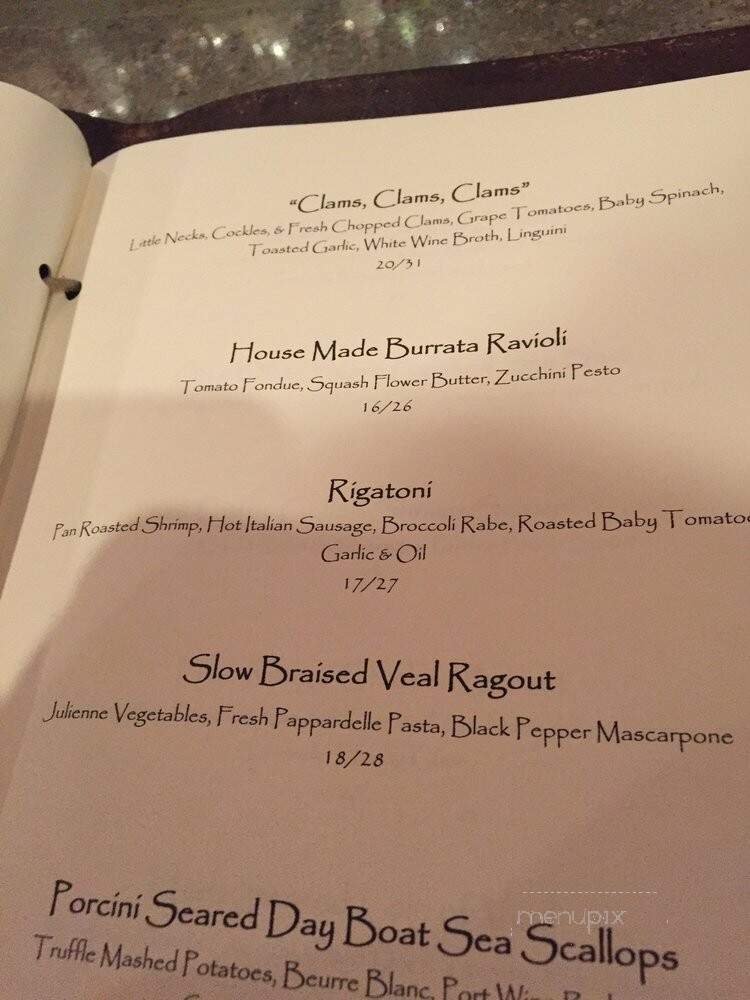 “Clams, Clams, Clams”
Little Necks, Cockles, & Fresh Chopped Clams, Grape Tomatoes, Baby Spinach,
Toasted Garlic, White Wine Broth, Linguini
20/31
House Made Burrata Ravioli
Tomato Fondue, Squash Flower Butter, Zucchini Pesto
16/26
Rigatoni
Pan Roasted Shrimp, Hot Italian Sausage, Broccoli Rabe, Roasted Baby Tomatoe
Garlic & Oil
17/27
Slow Braised Veal Ragout
Julienne Vegetables, Fresh Pappardelle Pasta, Black Pepper Mascarpone
18/28
Porcini Seared Day Boat Sea Scallops
menupix
Truffle Mashed Potatoes, Beurre Blanc, Port Wine